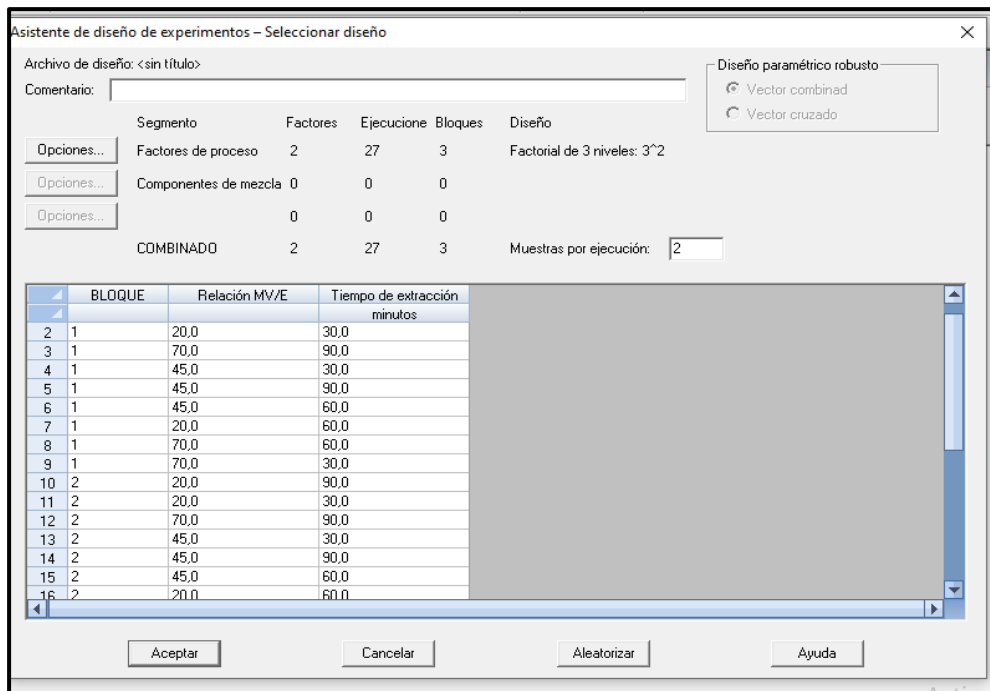 Asistente de diseño de experimentos – Seleccionar diseño
Archivo de diseño: <sin título>
Comentario:
Diseño paramétrico robusto
Vector combinad
Vector cruzado
Segmento Factores Ejecucione Bloques Diseño
Opciones... Factores de proceso 2 27 3 Factorial de 3 niveles: 3^2
Opciones... Componentes de mezcla 0 0 0
Opciones... 0 0 0
COMBINADO 2 27 3 Muestras por ejecución: 2
BLOQUE Relación MV/E Tiempo de extracción
minutos
2 1 20,0 30,0
3 1 70,0 90,0
4 1 45,0 30,0
5 1 45,0 90,0
6 1 45,0 60,0
7 1 20,0 60,0
8 1 70,0 60,0
9 1 70,0 30,0
10 2 20,0 90,0
11 2 20,0 30,0
12 2 70,0 90,0
13 2 45,0 30,0
14 2 45,0 90,0
15 2 45,0 60,0
16 2 20,0 60,0
Aceptar Cancelar Aleatorizar Ayuda